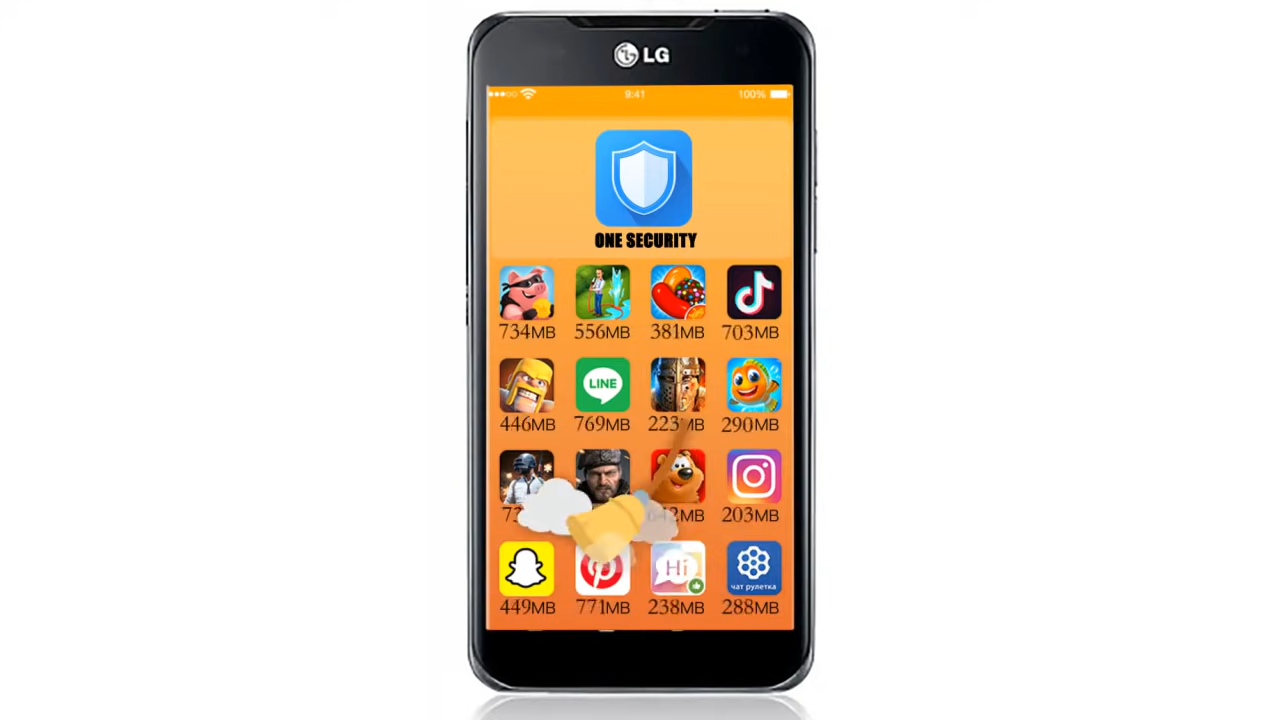 LG
9:41
100%
ONE SECURITY
734MB 556MB 381MB 703MB
LINE
446MB 769MB 223MB 290MB
203MB
Hi
чат рулетка
449MB 771MB 238MB 288MB